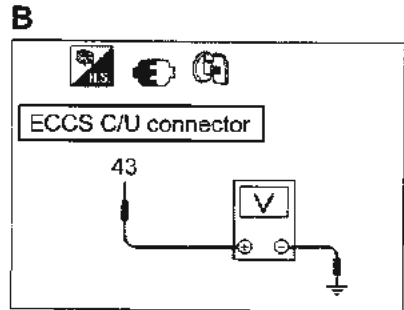 B
H.S.
ECCS C/U connector
43
V
⊕ ⊖